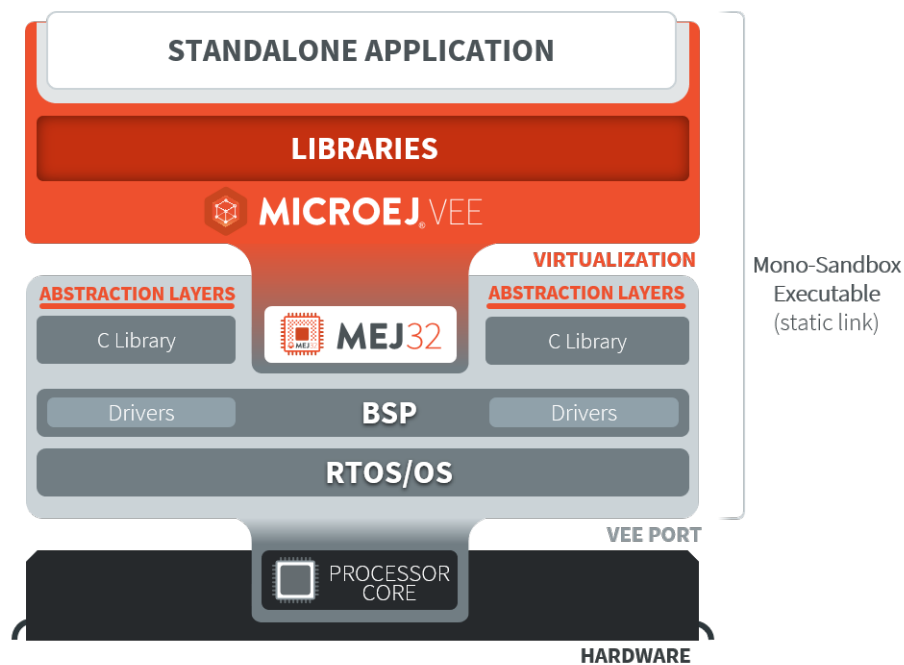 STANDALONE APPLICATION
LIBRARIES
MICROEJ® VEE
VIRTUALIZATION
ABSTRACTION LAYERS
ABSTRACTION LAYERS
C Library
MEJ32
MEJ32
C Library
Drivers
BSP
Drivers
RTOS/OS
VEE PORT
PROCESSOR
CORE
HARDWARE
Mono-Sandbox
Executable
(static link)